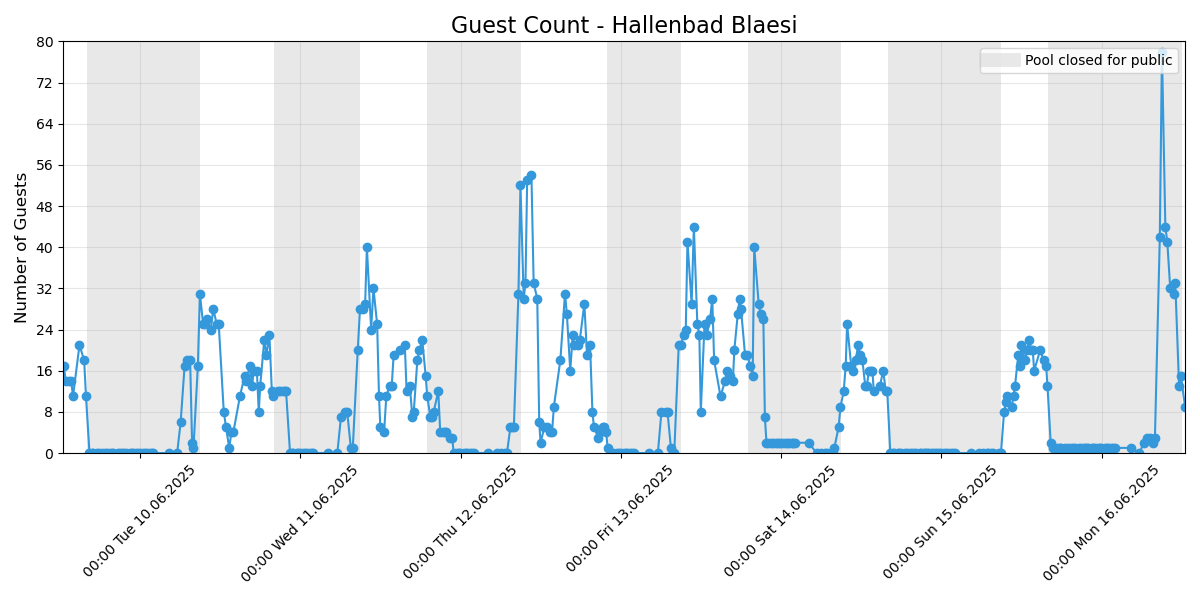 Guest Count - Hallenbad Blaesi
Pool closed for public
Number of Guests
80
72
64
56
48
40
32
24
16
8
0
00:00 Tue 10.06.2025
00:00 Wed 11.06.2025
00:00 Thu 12.06.2025
00:00 Fri 13.06.2025
00:00 Sat 14.06.2025
00:00 Sun 15.06.2025
00:00 Mon 16.06.2025